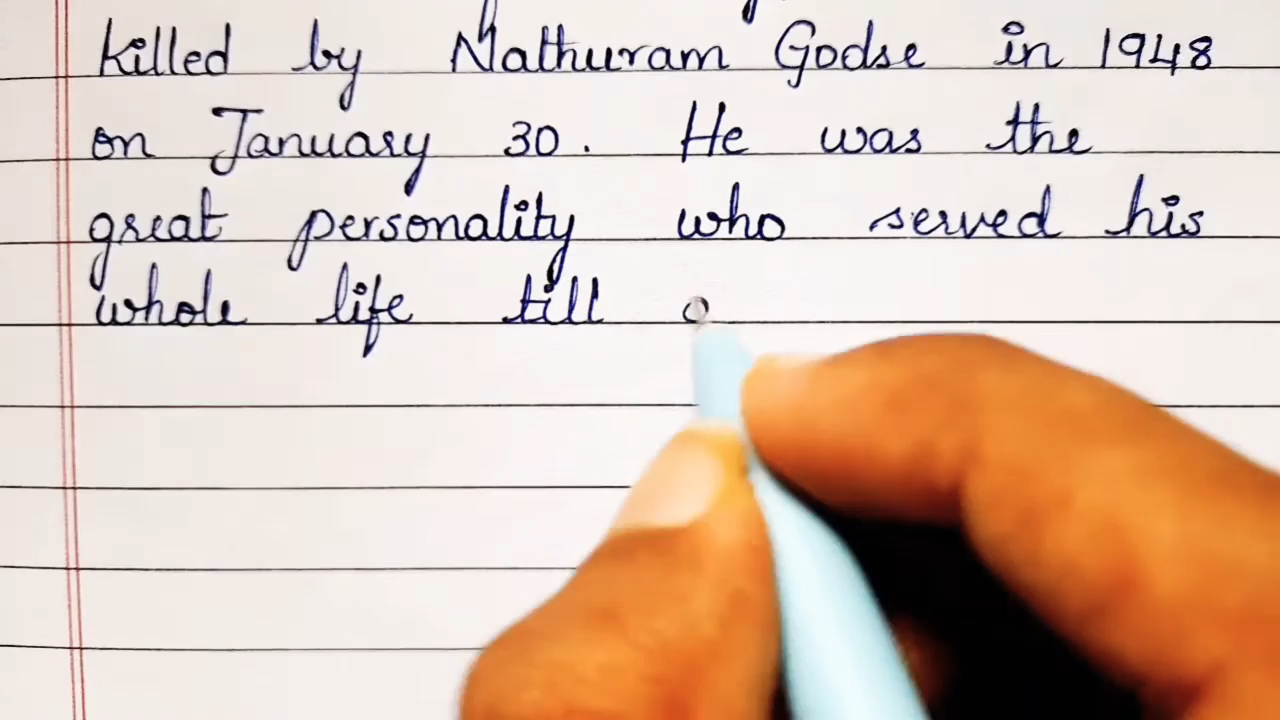 killed by Nathuram Godse in 1948
on January 30. He was the
great personality who served his
whole life till